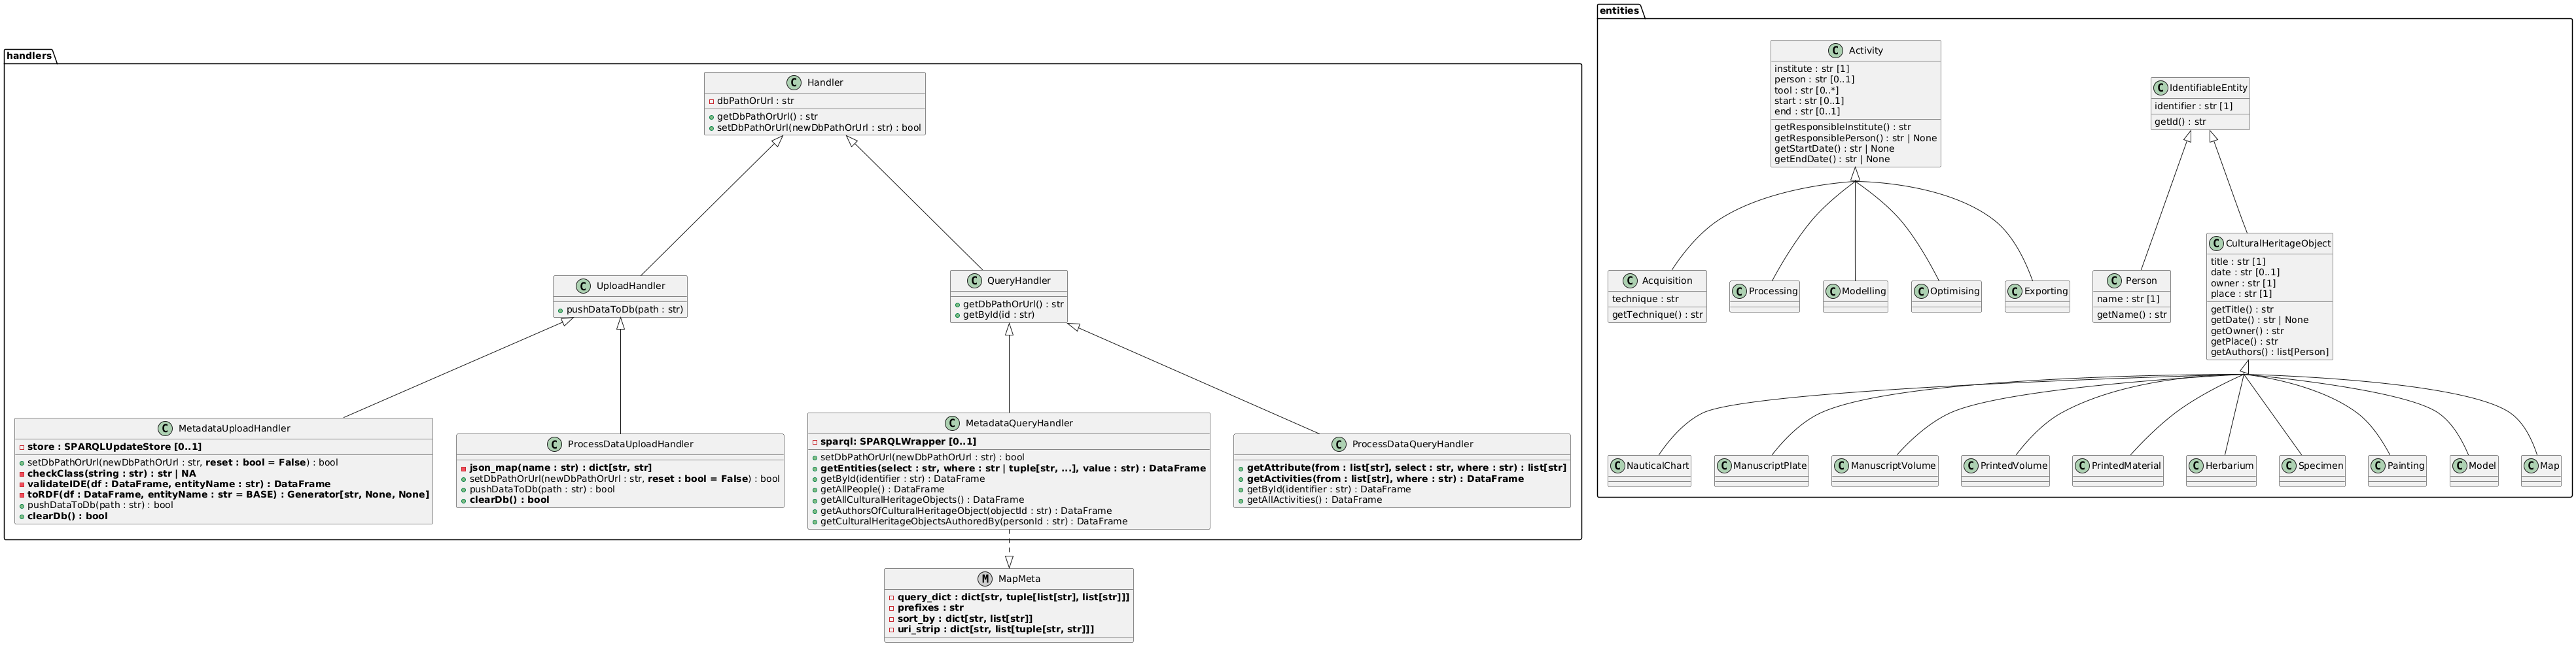 handlers
C Handler
dbPathOrUrl : str
getDbPathOrUrl() : str
setDbPathOrUrl(newDbPathOrUrl : str) : bool
C UploadHandler
pushDataToDb(path : str)
C QueryHandler
getDbPathOrUrl() : str
getById(id : str)
C MetadataUploadHandler
store : SPARQLUpdateStore [0..1]
setDbPathOrUrl(newDbPathOrUrl : str, reset : bool = False) : bool
checkClass(string : str) : str | NA
validateIDE(df : DataFrame, entityName : str) : DataFrame
toRDF(df : DataFrame, entityName : str = BASE) : Generator[str, None, None]
pushDataToDb(path : str) : bool
clearDb() : bool
C ProcessDataUploadHandler
json_map(name : str) : dict[str, str]
setDbPathOrUrl(newDbPathOrUrl : str, reset : bool = False) : bool
pushDataToDb(path : str) : bool
clearDb() : bool
C MetadataQueryHandler
sparql: SPARQLWrapper [0..1]
setDbPathOrUrl(newDbPathOrUrl : str) : bool
getEntities(select : str, where : str | tuple[str, ...], value : str) : DataFrame
getById(identifier : str) : DataFrame
getAllPeople() : DataFrame
getAllCulturalHeritageObjects() : DataFrame
getAuthorsOfCulturalHeritageObject(objectId : str) : DataFrame
getCulturalHeritageObjectsAuthoredBy(personId : str) : DataFrame
C ProcessDataQueryHandler
getAttribute(from : list[str], select : str, where : str) : list[str]
getActivities(from : list[str], where : str) : DataFrame
getById(identifier : str) : DataFrame
getAllActivities() : DataFrame
M MapMeta
query_dict : dict[str, tuple[list[str], list[str]]]
prefixes : str
sort_by : dict[str, list[str]]
uri_strip : dict[str, list[tuple[str, str]]]
entities
C Activity
institute : str [1]
person : str [0..1]
tool : str [0..*]
start : str [0..1]
end : str [0..1]
getResponsibleInstitute() : str
getResponsiblePerson() : str | None
getStartDate() : str | None
getEndDate() : str | None
C IdentifiableEntity
identifier : str [1]
getId() : str
C Acquisition
technique : str
getTechnique() : str
C Processing
C Modelling
C Optimising
C Exporting
C Person
name : str [1]
getName() : str
C CulturalHeritageObject
title : str [1]
date : str [0..1]
owner : str [1]
place : str [1]
getTitle() : str
getDate() : str | None
getOwner() : str
getPlace() : str
getAuthors() : list[Person]
C NauticalChart
C ManuscriptPlate
C ManuscriptVolume
C PrintedVolume
C PrintedMaterial
C Herbarium
C Specimen
C Painting
C Model
C Map